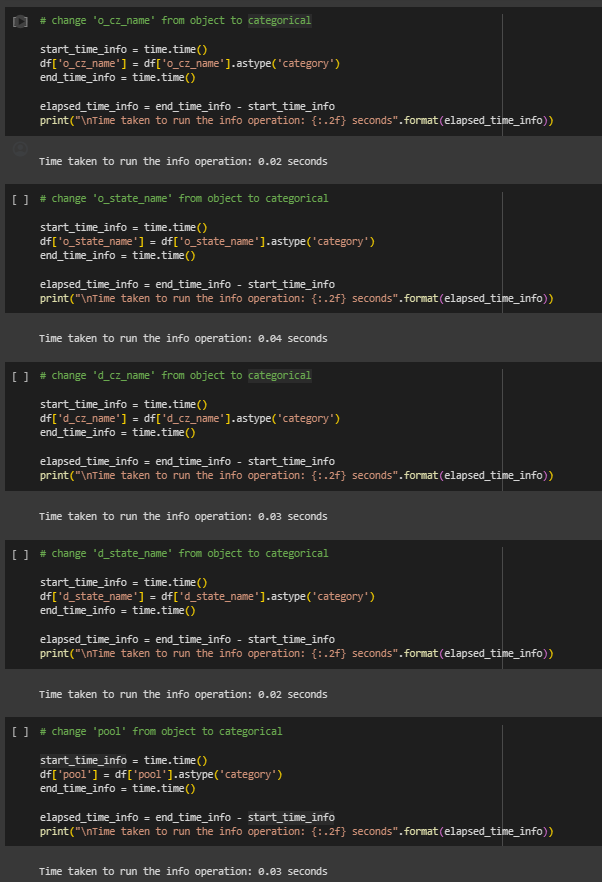 [ ] # change 'o_cz_name' from object to categorical
start_time_info = time.time()
df['o_cz_name'] = df['o_cz_name'].astype('category')
end_time_info = time.time()
elapsed_time_info = end_time_info - start_time_info
print("\nTime taken to run the info operation: {:.2f} seconds".format(elapsed_time_info))
Time taken to run the info operation: 0.02 seconds
[ ] # change 'o_state_name' from object to categorical
start_time_info = time.time()
df['o_state_name'] = df['o_state_name'].astype('category')
end_time_info = time.time()
elapsed_time_info = end_time_info - start_time_info
print("\nTime taken to run the info operation: {:.2f} seconds".format(elapsed_time_info))
Time taken to run the info operation: 0.04 seconds
[ ] # change 'd_cz_name' from object to categorical
start_time_info = time.time()
df['d_cz_name'] = df['d_cz_name'].astype('category')
end_time_info = time.time()
elapsed_time_info = end_time_info - start_time_info
print("\nTime taken to run the info operation: {:.2f} seconds".format(elapsed_time_info))
Time taken to run the info operation: 0.03 seconds
[ ] # change 'd_state_name' from object to categorical
start_time_info = time.time()
df['d_state_name'] = df['d_state_name'].astype('category')
end_time_info = time.time()
elapsed_time_info = end_time_info - start_time_info
print("\nTime taken to run the info operation: {:.2f} seconds".format(elapsed_time_info))
Time taken to run the info operation: 0.02 seconds
[ ] # change 'pool' from object to categorical
start_time_info = time.time()
df['pool'] = df['pool'].astype('category')
end_time_info = time.time()
elapsed_time_info = end_time_info - start_time_info
print("\nTime taken to run the info operation: {:.2f} seconds".format(elapsed_time_info))
Time taken to run the info operation: 0.03 seconds